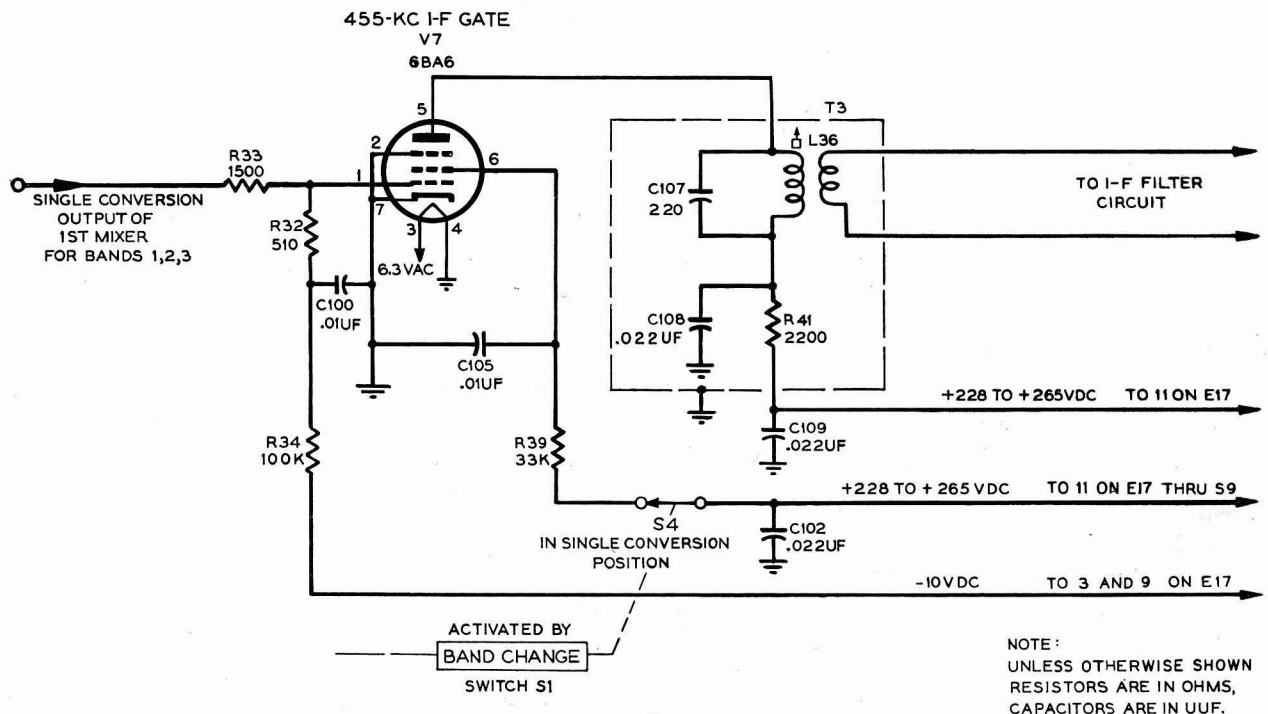 455-KC I-F GATE
V7
6BA6
5
2
6
1
7
3
4
6.3 VAC
R33
1500
SINGLE CONVERSION
OUTPUT OF
1ST MIXER
FOR BANDS 1,2,3
R32
510
C100
.01UF
C105
.01UF
R34
100K
R39
33K
T3
L36
C107
220
C108
.022UF
R41
2200
TO I-F FILTER
CIRCUIT
+228 TO +265VDC TO 11 ON E17
C109
.022UF
+228 TO +265 VDC TO 11 ON E17 THRU S9
S4
IN SINGLE CONVERSION
POSITION
C102
.022UF
-10VDC TO 3 AND 9 ON E17
ACTIVATED BY
BAND CHANGE
SWITCH S1
NOTE:
UNLESS OTHERWISE SHOWN
RESISTORS ARE IN OHMS,
CAPACITORS ARE IN UUF.